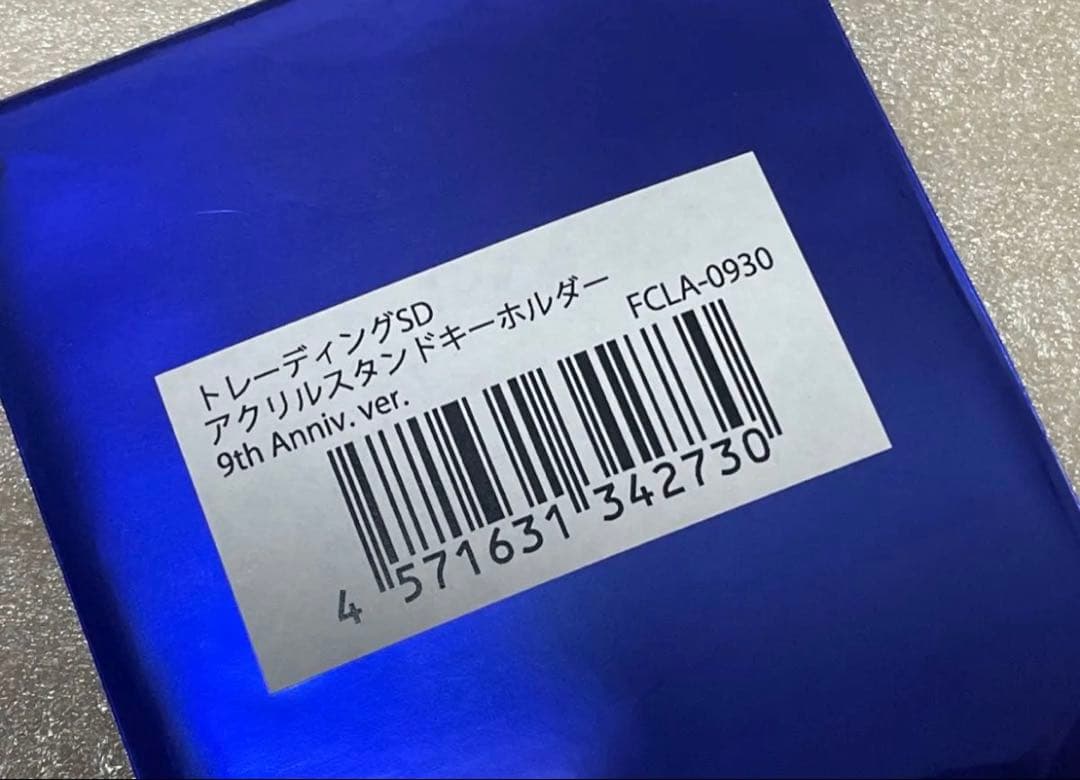 トレーディングSD
アクリルスタンドキーホルダー
9th Anniv. ver.
FCLA-0930
4 571631 342730